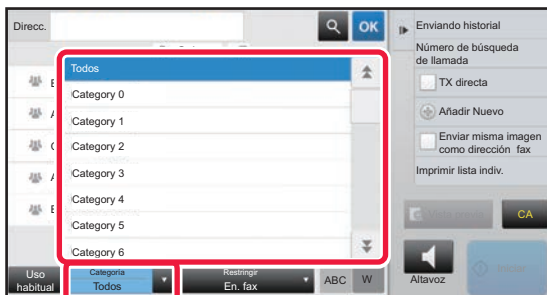 Direcc.
OK
Enviando historial
Número de búsqueda
de llamada
Todos
TX directa
Category 0
Category 1
Añadir Nuevo
Category 2
Enviar misma imagen
como dirección fax
Category 3
Imprimir lista indiv.
Category 4
Category 5
CA
Category 6
Uso
habitual
Categoría
Todos
Restringir
En. fax
ABC
W
Altavoz